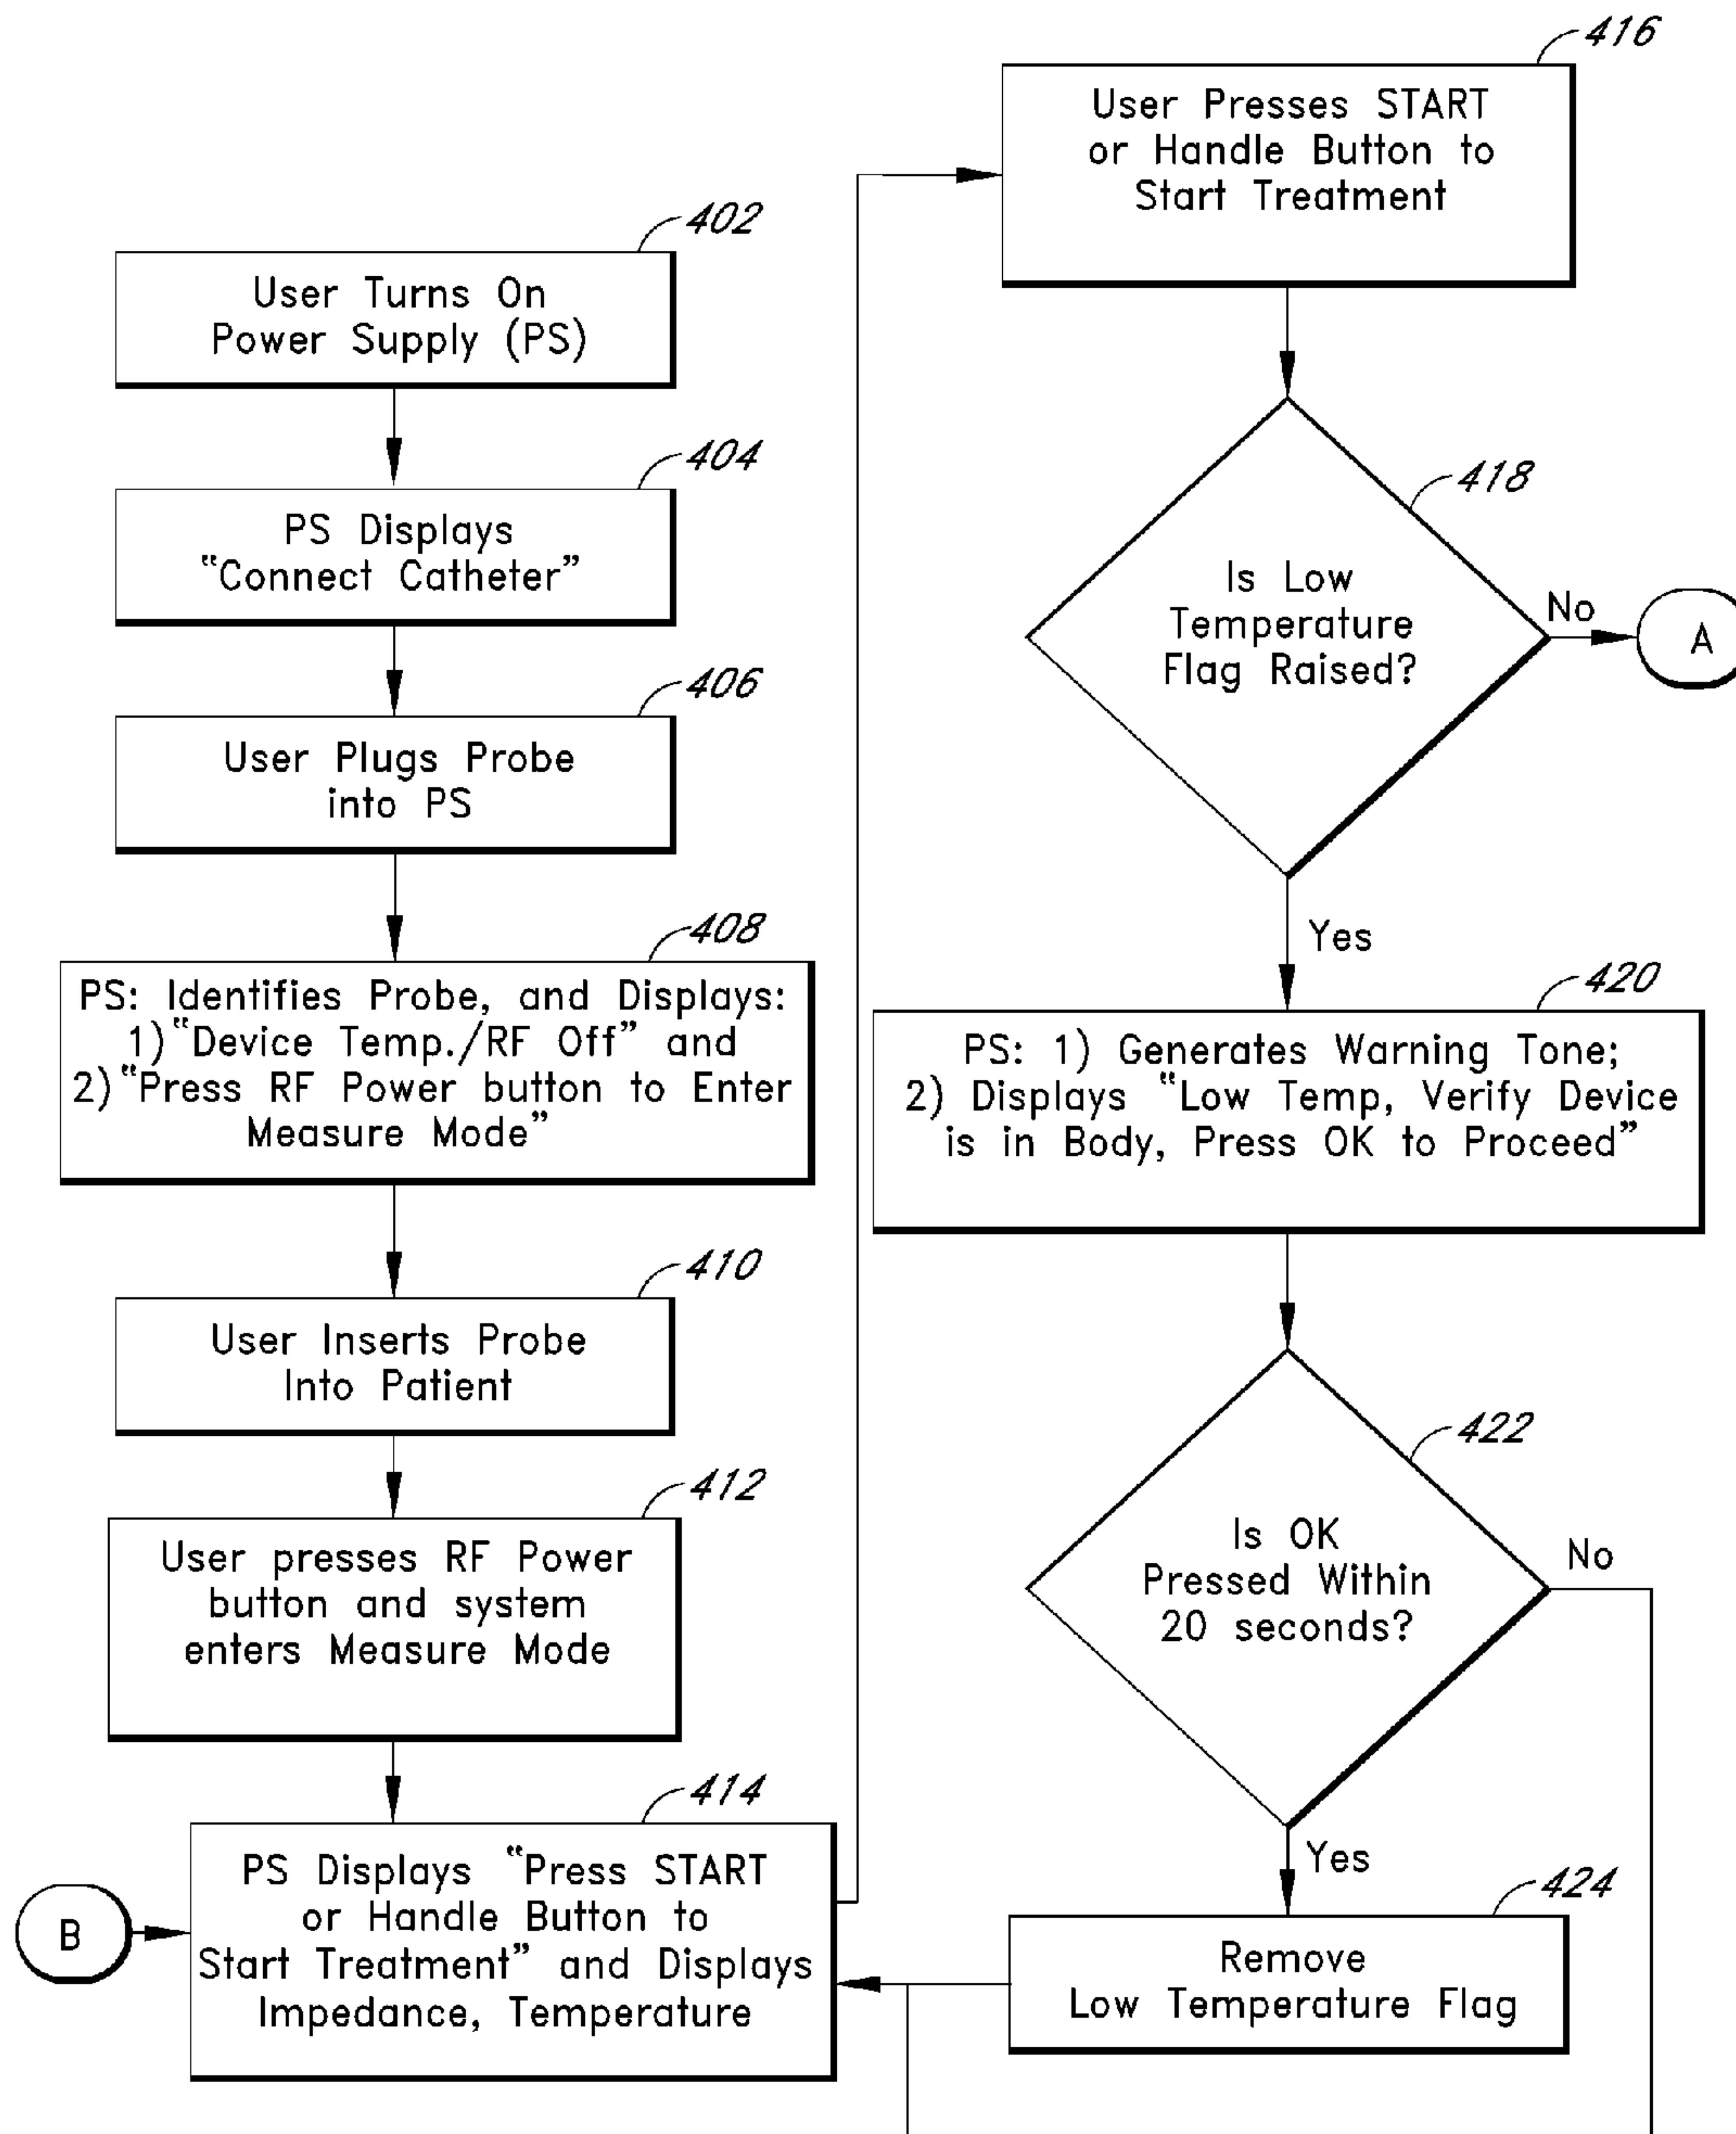 402
User Turns On
Power Supply (PS)
404
PS Displays
“Connect Catheter”
406
User Plugs Probe
into PS
408
PS: Identifies Probe, and Displays:
1)“Device Temp./RF Off” and
2)“Press RF Power button to Enter
Measure Mode”
410
User Inserts Probe
Into Patient
412
User presses RF Power
button and system
enters Measure Mode
414
PS Displays “Press START
or Handle Button to
Start Treatment” and Displays
Impedance, Temperature
B
416
User Presses START
or Handle Button to
Start Treatment
418
Is Low
Temperature
Flag Raised?
No
A
Yes
420
PS: 1) Generates Warning Tone;
2) Displays “Low Temp, Verify Device
is in Body, Press OK to Proceed”
422
Is OK
Pressed Within
20 seconds?
No
Yes
424
Remove
Low Temperature Flag